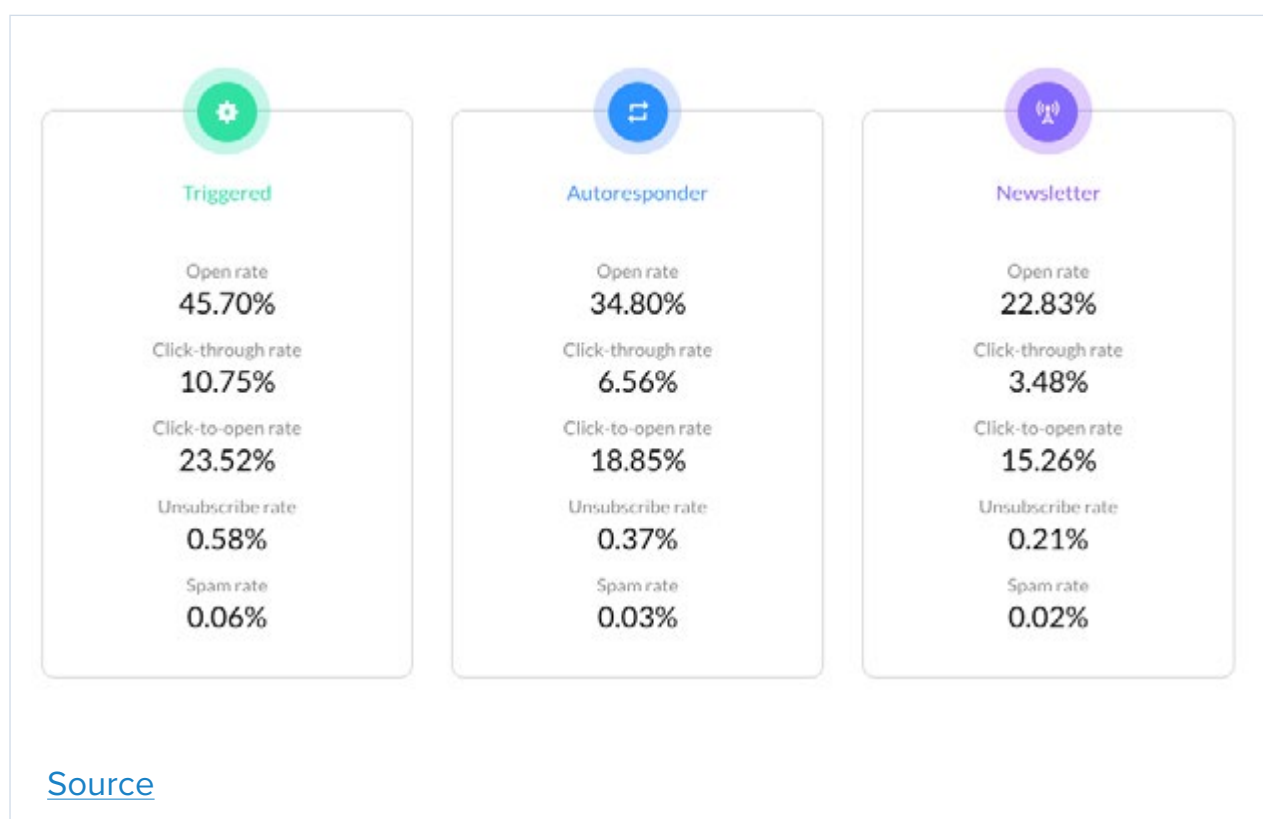 Triggered
Open rate
45.70%
Click-through rate
10.75%
Click-to-open rate
23.52%
Unsubscribe rate
0.58%
Spam rate
0.06%
Autoresponder
Open rate
34.80%
Click-through rate
6.56%
Click-to-open rate
18.85%
Unsubscribe rate
0.37%
Spam rate
0.03%
Newsletter
Open rate
22.83%
Click-through rate
3.48%
Click-to-open rate
15.26%
Unsubscribe rate
0.21%
Spam rate
0.02%
Source